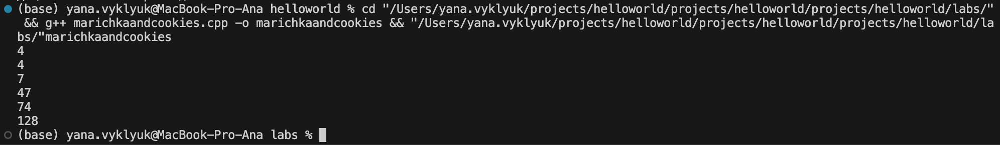 (base) yana.vyklyuk@MacBook-Pro-Ana helloworld % cd "/Users/yana.vyklyuk/projects/helloworld/projects/helloworld/projects/helloworld/labs/"
 && g++ marichkaandcookies.cpp -o marichkaandcookies && "/Users/yana.vyklyuk/projects/helloworld/projects/helloworld/projects/helloworld/la
bs/"marichkaandcookies
4
4
7
47
74
128
(base) yana.vyklyuk@MacBook-Pro-Ana labs %